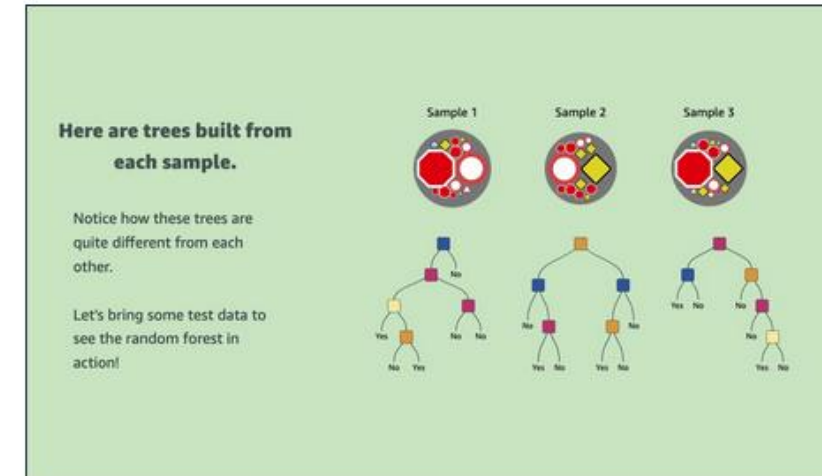 Here are trees built from
each sample.
Notice how these trees are
quite different from each
other.
Let's bring some test data to
see the random forest in
action!
Sample 1 Sample 2 Sample 3
No
Yes
No No
No Yes
No
No
Yes No Yes No
Yes No
No
No
Yes No